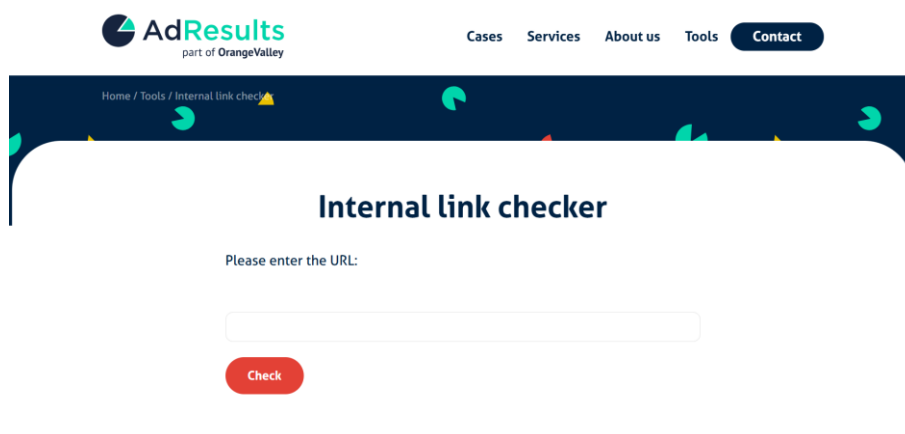 AdResults
part of OrangeValley
Cases Services About us Tools Contact
Home / Tools / Internal link checker
Internal link checker
Please enter the URL:
Check